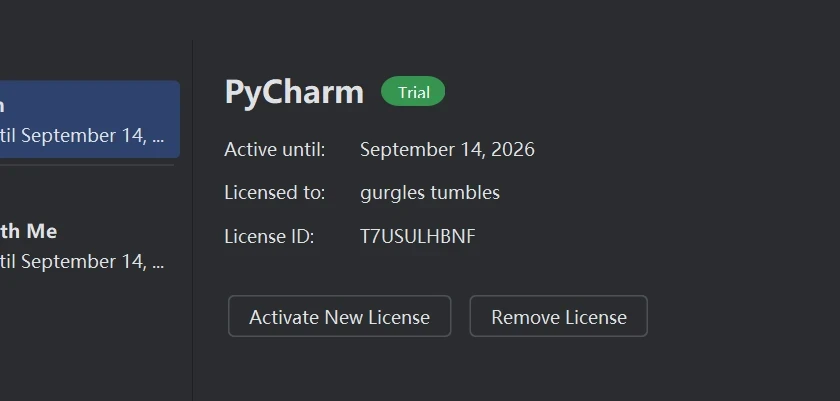 n
til September 14, ...
th Me
til September 14, ...
PyCharm Trial
Active until: September 14, 2026
Licensed to: gurgles tumbles
License ID: T7USULHBNF
Activate New License Remove License